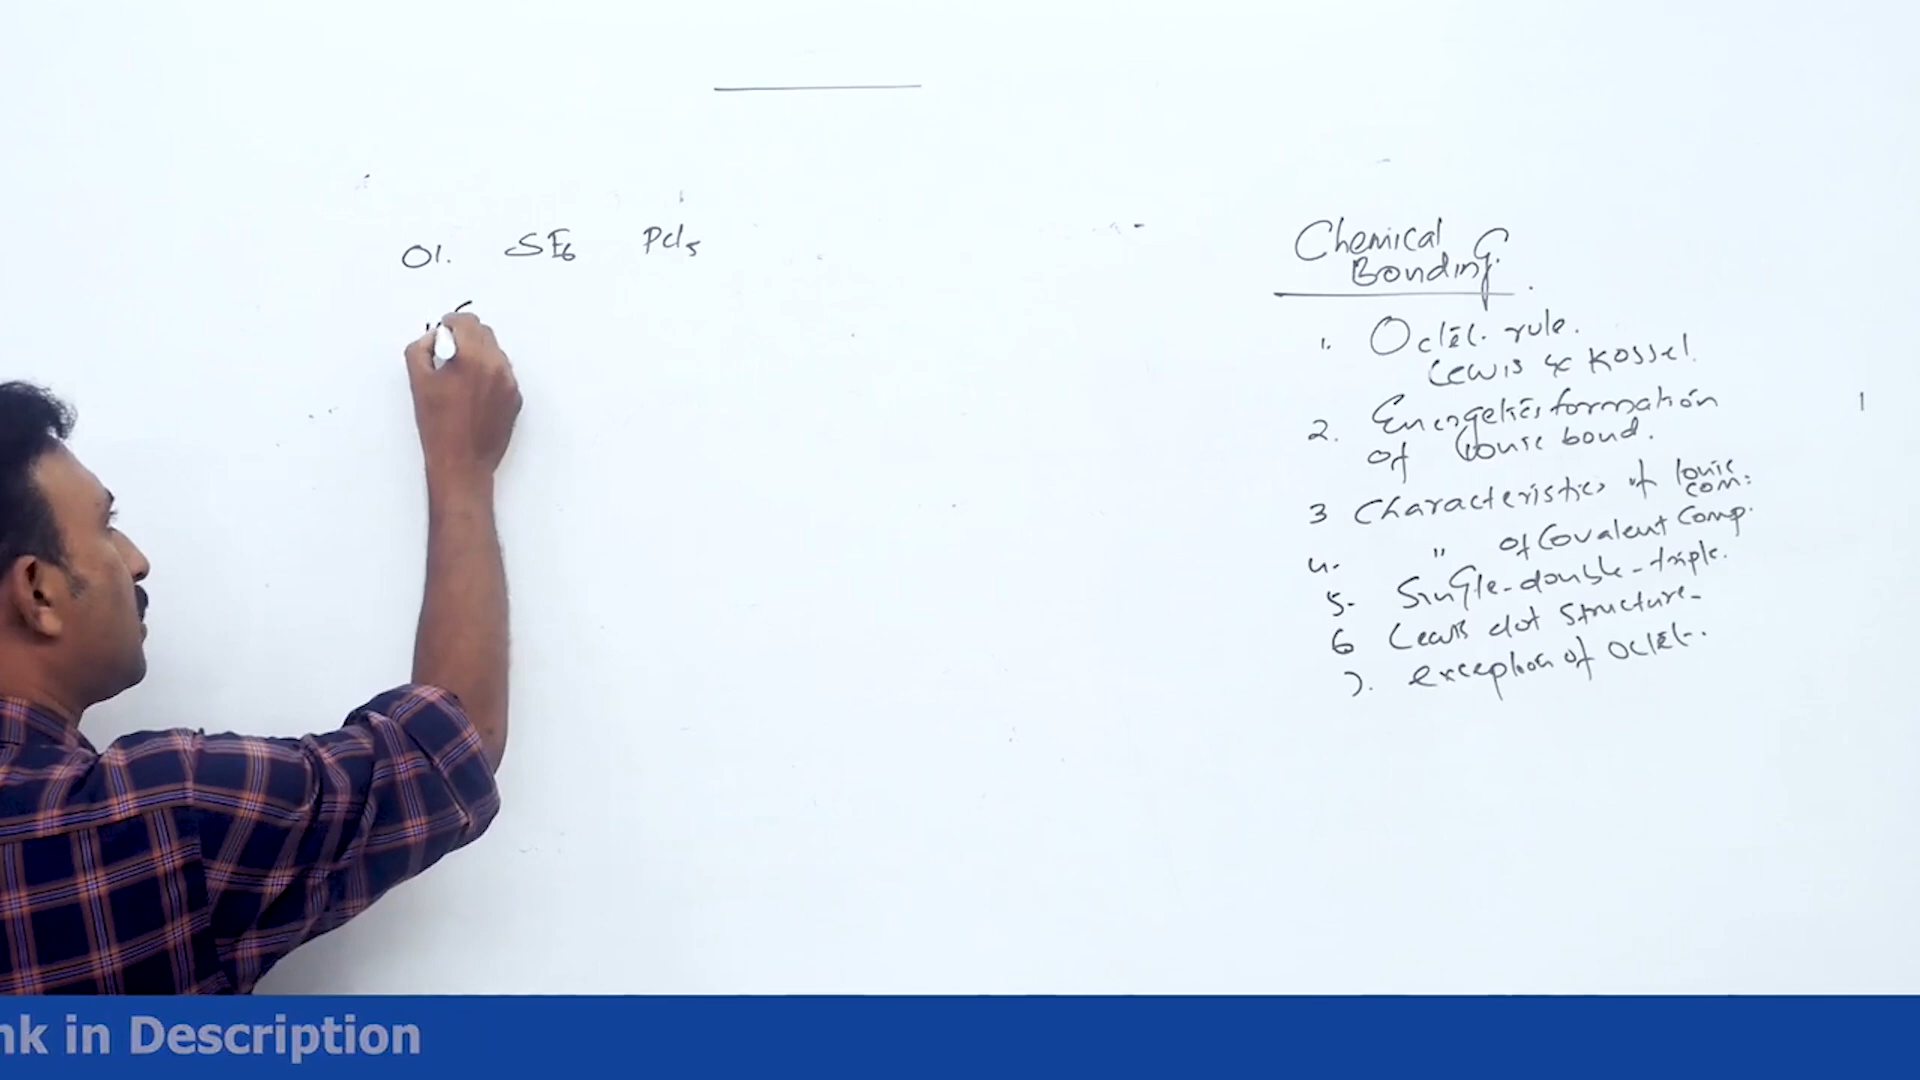 01. SF6 PCl5
Chemical
Bonding.
1. Octet. rule.
Lewis & Kossel.
2. Energetics formation
of Ionic bond.
3 Characteristics of Ionic
com:
4. " of Covalent Comp.
5. Single-double-triple.
6 Lewis dot Structure-
7. exception of Octet-.
nk in Description